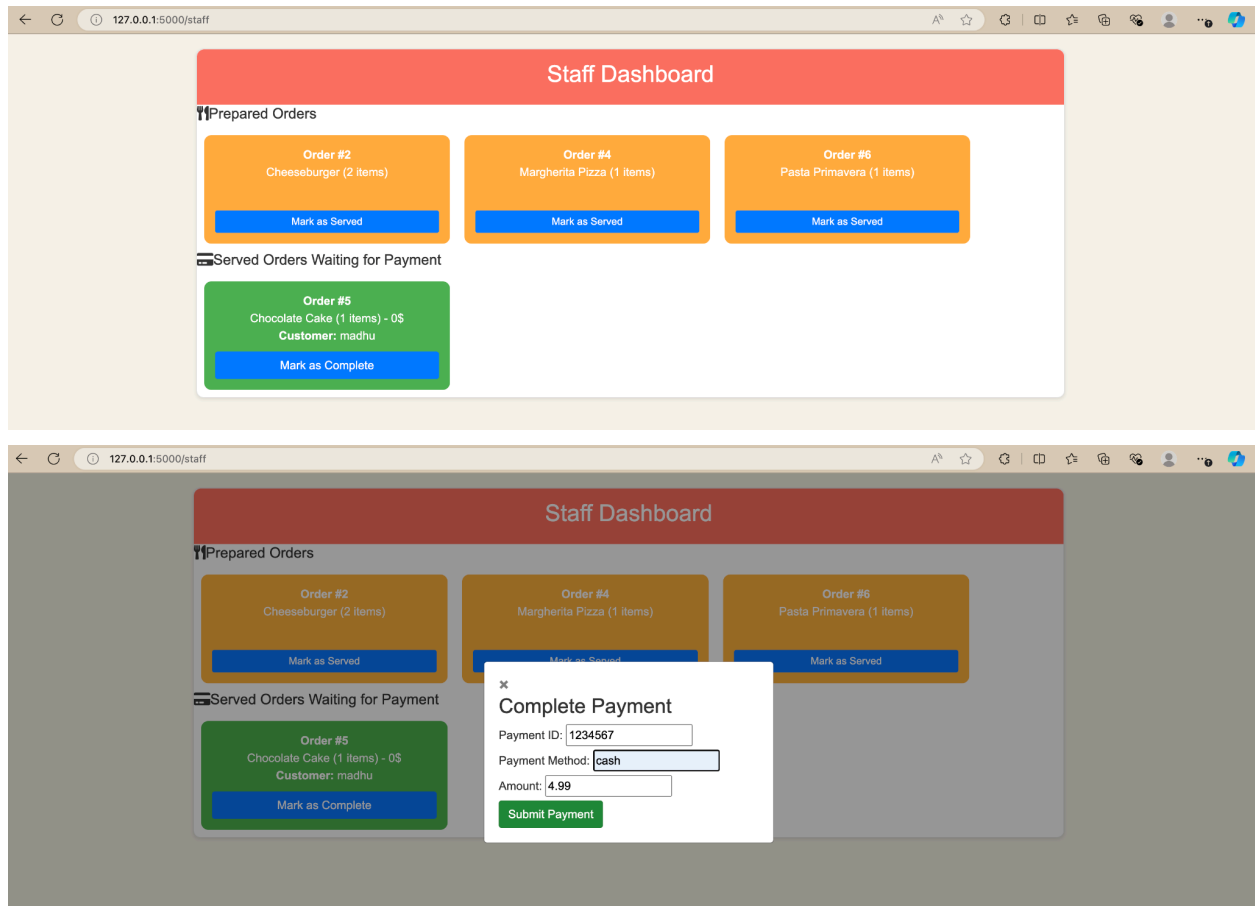 127.0.0.1:5000/staff
Staff Dashboard
Prepared Orders
Order #2
Cheeseburger (2 items)
Mark as Served
Order #4
Margherita Pizza (1 items)
Mark as Served
Order #6
Pasta Primavera (1 items)
Mark as Served
Served Orders Waiting for Payment
Order #5
Chocolate Cake (1 items) - 0$
Customer: madhu
Mark as Complete
127.0.0.1:5000/staff
Staff Dashboard
Prepared Orders
Order #2
Cheeseburger (2 items)
Mark as Served
Order #4
Margherita Pizza (1 items)
Mark as Served
Order #6
Pasta Primavera (1 items)
Mark as Served
Served Orders Waiting for Payment
Order #5
Chocolate Cake (1 items) - 0$
Customer: madhu
Mark as Complete
Complete Payment
Payment ID: 1234567
Payment Method: cash
Amount: 4.99
Submit Payment